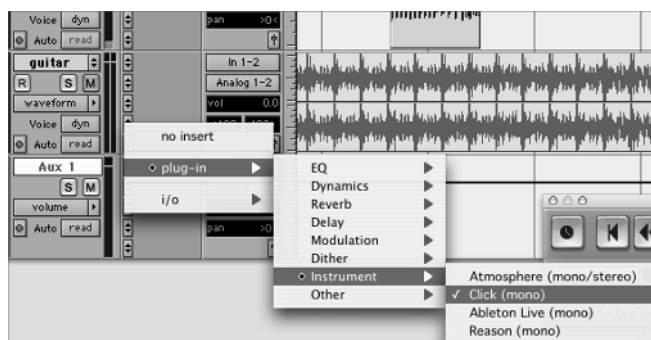 Voice dyn
pan >0<
Auto read
guitar
In 1-2
R S M
Analog 1-2
waveform
vol 0.0
Voice dyn
Auto read
no insert
Aux 1
plug-in
EQ
S M
Dynamics
volume
i/o
Reverb
Auto read
pan
Delay
Modulation
Dither
Instrument
Atmosphere (mono/stereo)
Other
✓ Click (mono)
Ableton Live (mono)
Reason (mono)